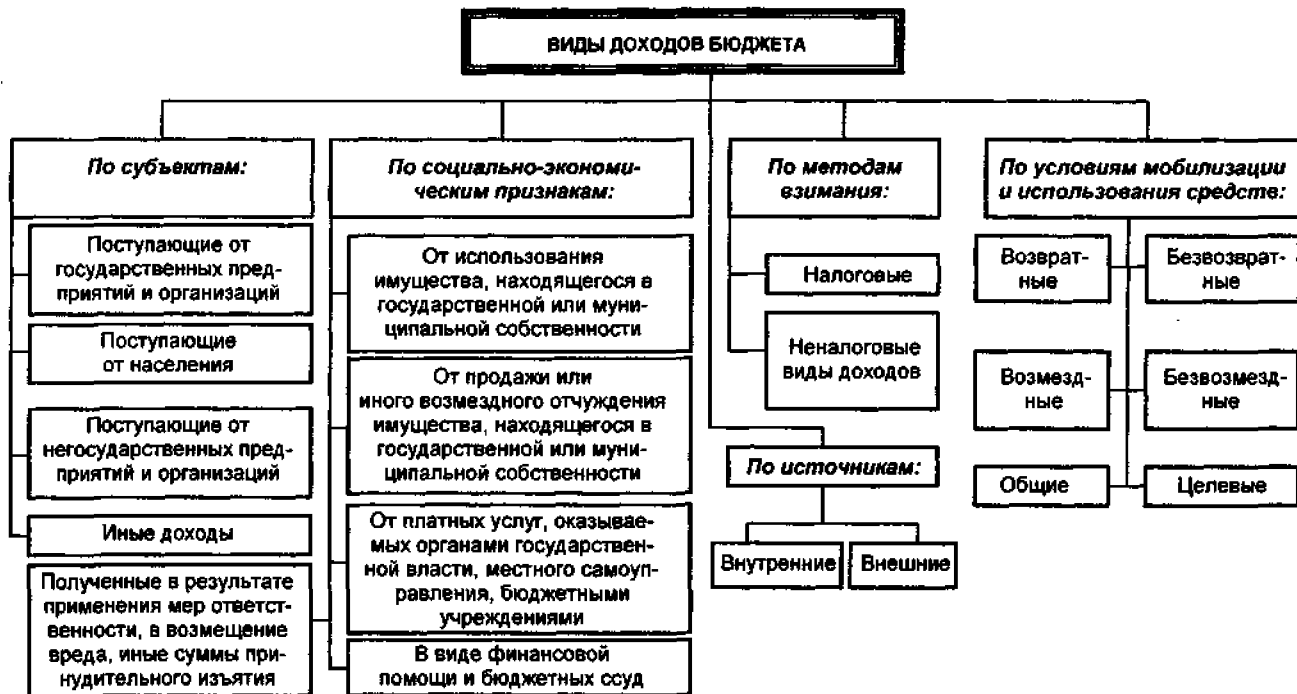 ВИДЫ ДОХОДОВ БЮДЖЕТА
По субъектам:
Поступающие от
государственных пред-
приятий и организаций
Поступающие
от населения
Поступающие от
негосударственных пред-
приятий и организаций
Иные доходы
По социально-экономи-
ческим признакам:
От использования
имущества, находящегося в
государственной или муни-
ципальной собственности
От продажи или
иного возмездного отчуждения
имущества, находящегося в
государственной или муни-
ципальной собственности
От платных услуг, оказывае-
мых органами государствен-
ной власти, местного самоуп-
равления, бюджетными
учреждениями
Полученные в результате
применения мер ответст-
венности, в возмещение
вреда, иные суммы при-
нудительного изъятия
В виде финансовой
помощи и бюджетных ссуд
По методам
взимания:
Налоговые
Неналоговые
виды доходов
По источникам:
Внутренние
Внешние
По условиям мобилизации
и использования средств:
Возврат-
ные
Безвозврат-
ные
Возмезд-
ные
Безвозмезд-
ные
Общие
Целевые